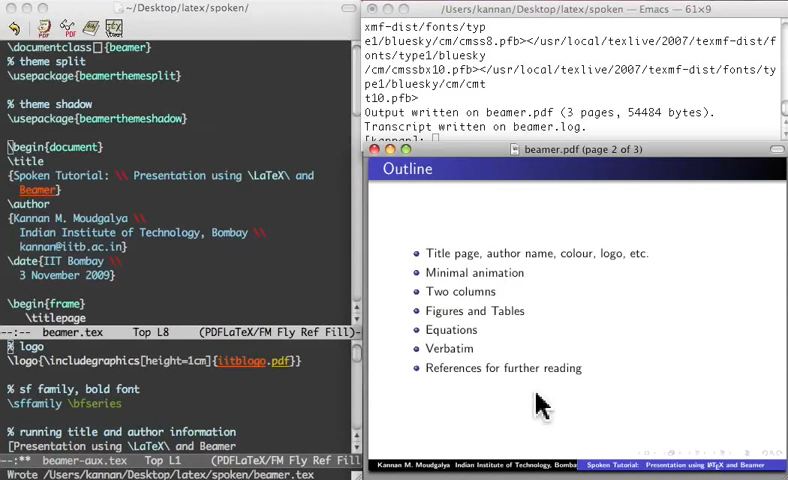 ~/Desktop/latex/spoken/
\documentclass[]{beamer}
% theme split
\usepackage{beamerthemesplit}
% theme shadow
\usepackage{beamerthemeshadow}
\begin{document}
\title
{Spoken Tutorial: \\ Presentation using \LaTeX\ and
Beamer}
\author
{Kannan M. Moudgalya \\
Indian Institute of Technology, Bombay \\
kannan@iitb.ac.in}
\date{IIT Bombay \\
3 November 2009}
\begin{frame}
\titlepage
--:-- beamer.tex Top L8 (PDFLaTeX/FM Fly Ref Fill)--
% logo
\logo{\includegraphics[height=1cm]{iitblogo.pdf}}
% sf family, bold font
\sffamily \bfseries
% running title and author information
[Presentation using \LaTeX\ and Beamer
--:** beamer-aux.tex Top L1 (PDFLaTeX/FM Fly Ref Fill)
Wrote /Users/kannan/Desktop/latex/spoken/beamer.tex
/Users/kannan/Desktop/latex/spoken — Emacs — 61×9
xmf-dist/fonts/typ
e1/bluesky/cm/cmss8.pfb></usr/local/texlive/2007/texmf-dist/f
onts/type1/bluesky
/cm/cmssbx10.pfb></usr/local/texlive/2007/texmf-dist/fonts/ty
pe1/bluesky/cm/cmt
t10.pfb>
Output written on beamer.pdf (3 pages, 54484 bytes).
Transcript written on beamer.log.
[kannan]:
beamer.pdf (page 2 of 3)
Outline
Title page, author name, colour, logo, etc.
Minimal animation
Two columns
Figures and Tables
Equations
Verbatim
References for further reading
Kannan M. Moudgalya Indian Institute of Technology, Bomba
Spoken Tutorial: Presentation using LaTeX and Beamer